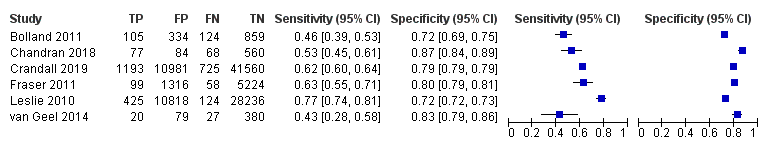 Study TP FP FN TN Sensitivity (95% CI) Specificity (95% CI) Sensitivity (95% CI) Specificity (95% CI)
Bolland 2011 105 334 124 859 0.46 [0.39, 0.53] 0.72 [0.69, 0.75]
Chandran 2018 77 84 68 560 0.53 [0.45, 0.61] 0.87 [0.84, 0.89]
Crandall 2019 1193 10981 725 41560 0.62 [0.60, 0.64] 0.79 [0.79, 0.79]
Fraser 2011 99 1316 58 5224 0.63 [0.55, 0.71] 0.80 [0.79, 0.81]
Leslie 2010 425 10818 124 28236 0.77 [0.74, 0.81] 0.72 [0.72, 0.73]
van Geel 2014 20 79 27 380 0.43 [0.28, 0.58] 0.83 [0.79, 0.86]
0 0.2 0.4 0.6 0.8 1 0 0.2 0.4 0.6 0.8 1